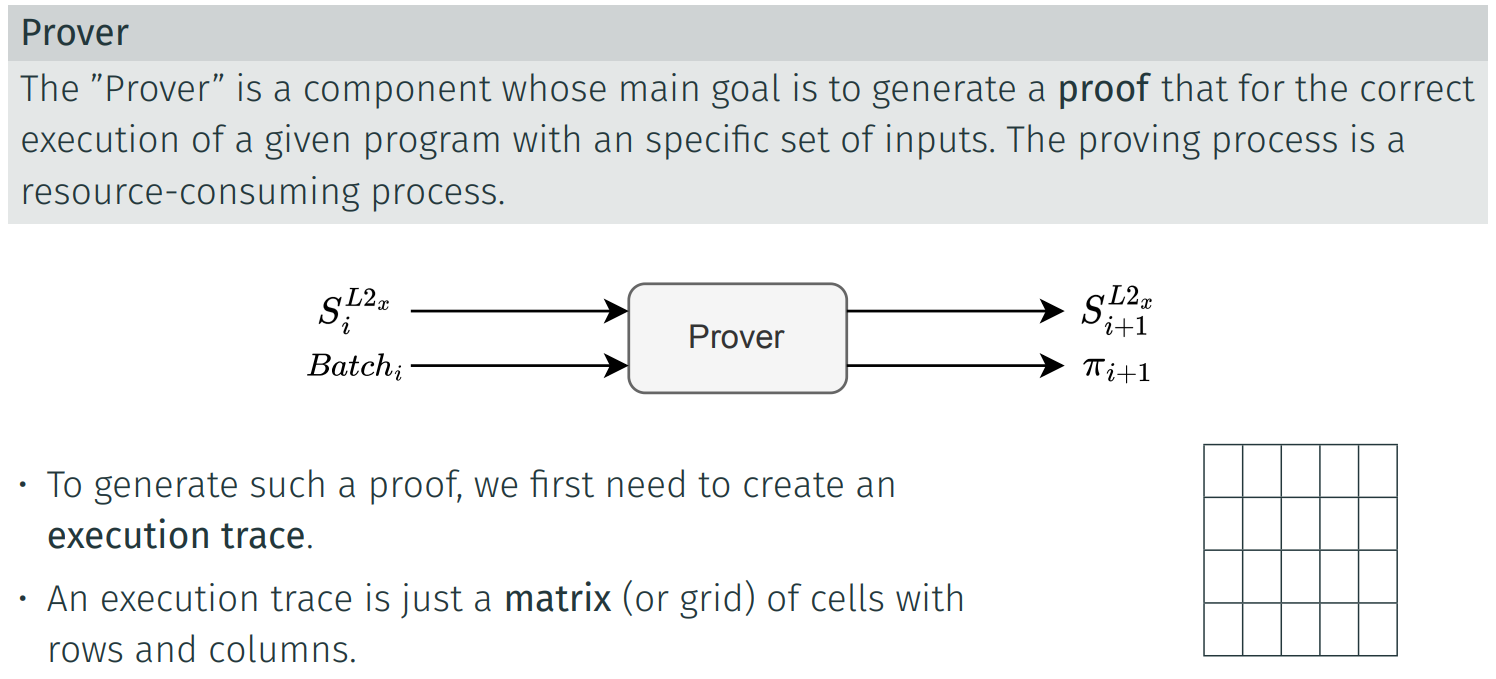 Prover
The ”Prover” is a component whose main goal is to generate a proof that for the correct
execution of a given program with an specific set of inputs. The proving process is a
resource-consuming process.
S_i^{L2_x}
Batch_i
Prover
S_{i+1}^{L2_x}
π_{i+1}
· To generate such a proof, we first need to create an
execution trace.
· An execution trace is just a matrix (or grid) of cells with
rows and columns.